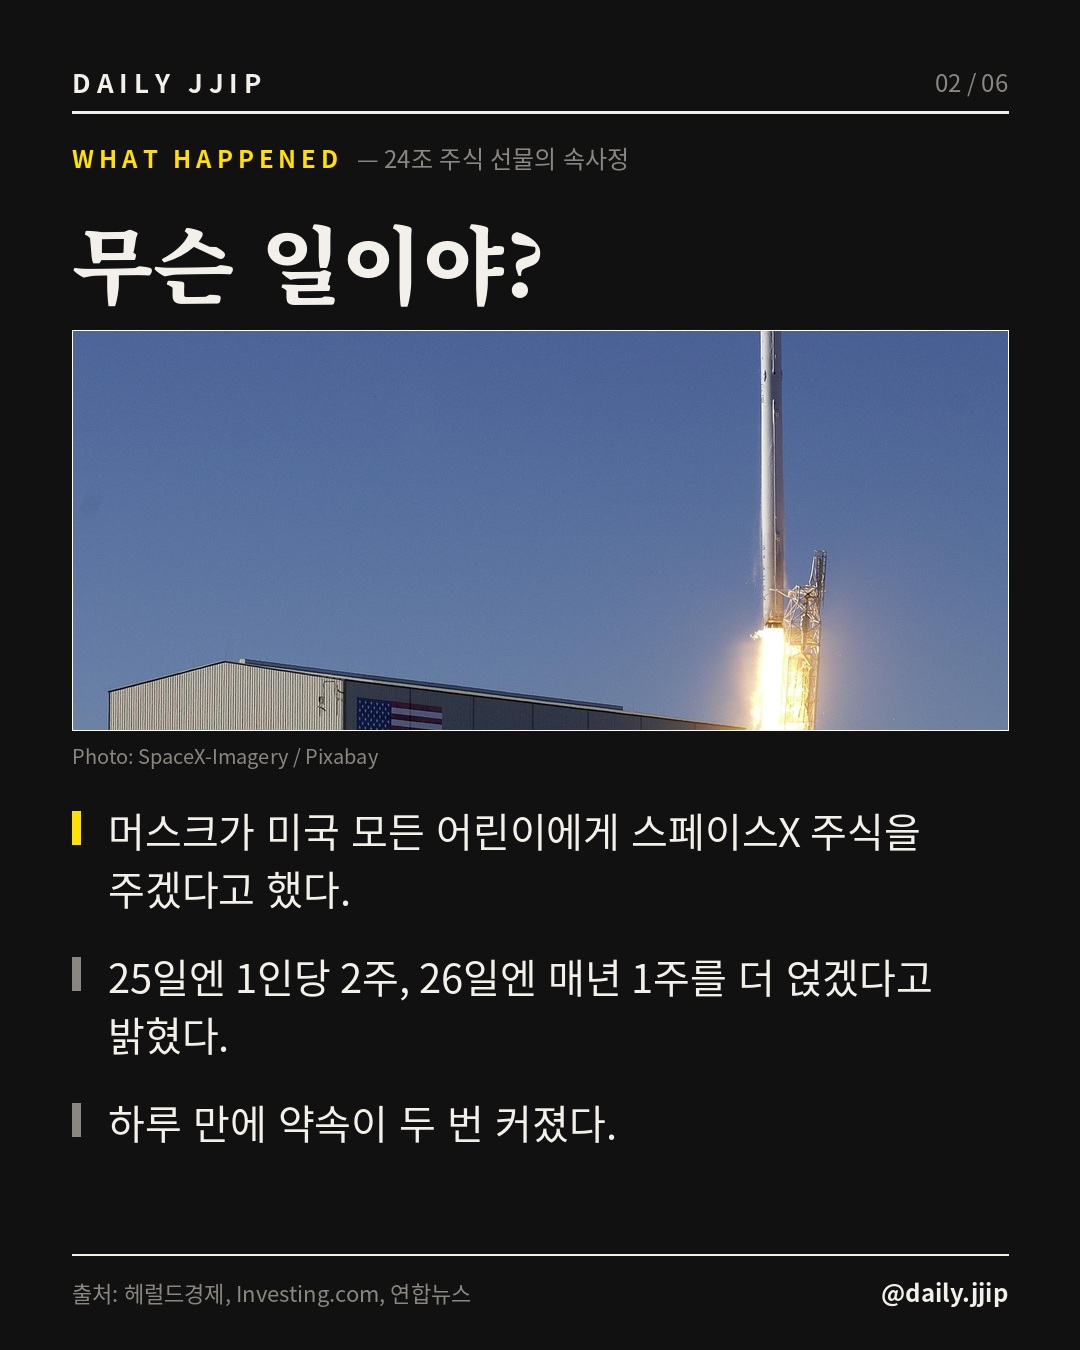 DAILY JJIP
02 / 06
WHAT HAPPENED — 24조 주식 선물의 속사정
무슨 일이야?
Photo: SpaceX-Imagery / Pixabay
머스크가 미국 모든 어린이에게 스페이스X 주식을
주겠다고 했다.
25일엔 1인당 2주, 26일엔 매년 1주를 더 얹겠다고
밝혔다.
하루 만에 약속이 두 번 커졌다.
출처: 헤럴드경제, Investing.com, 연합뉴스
@daily.jjip